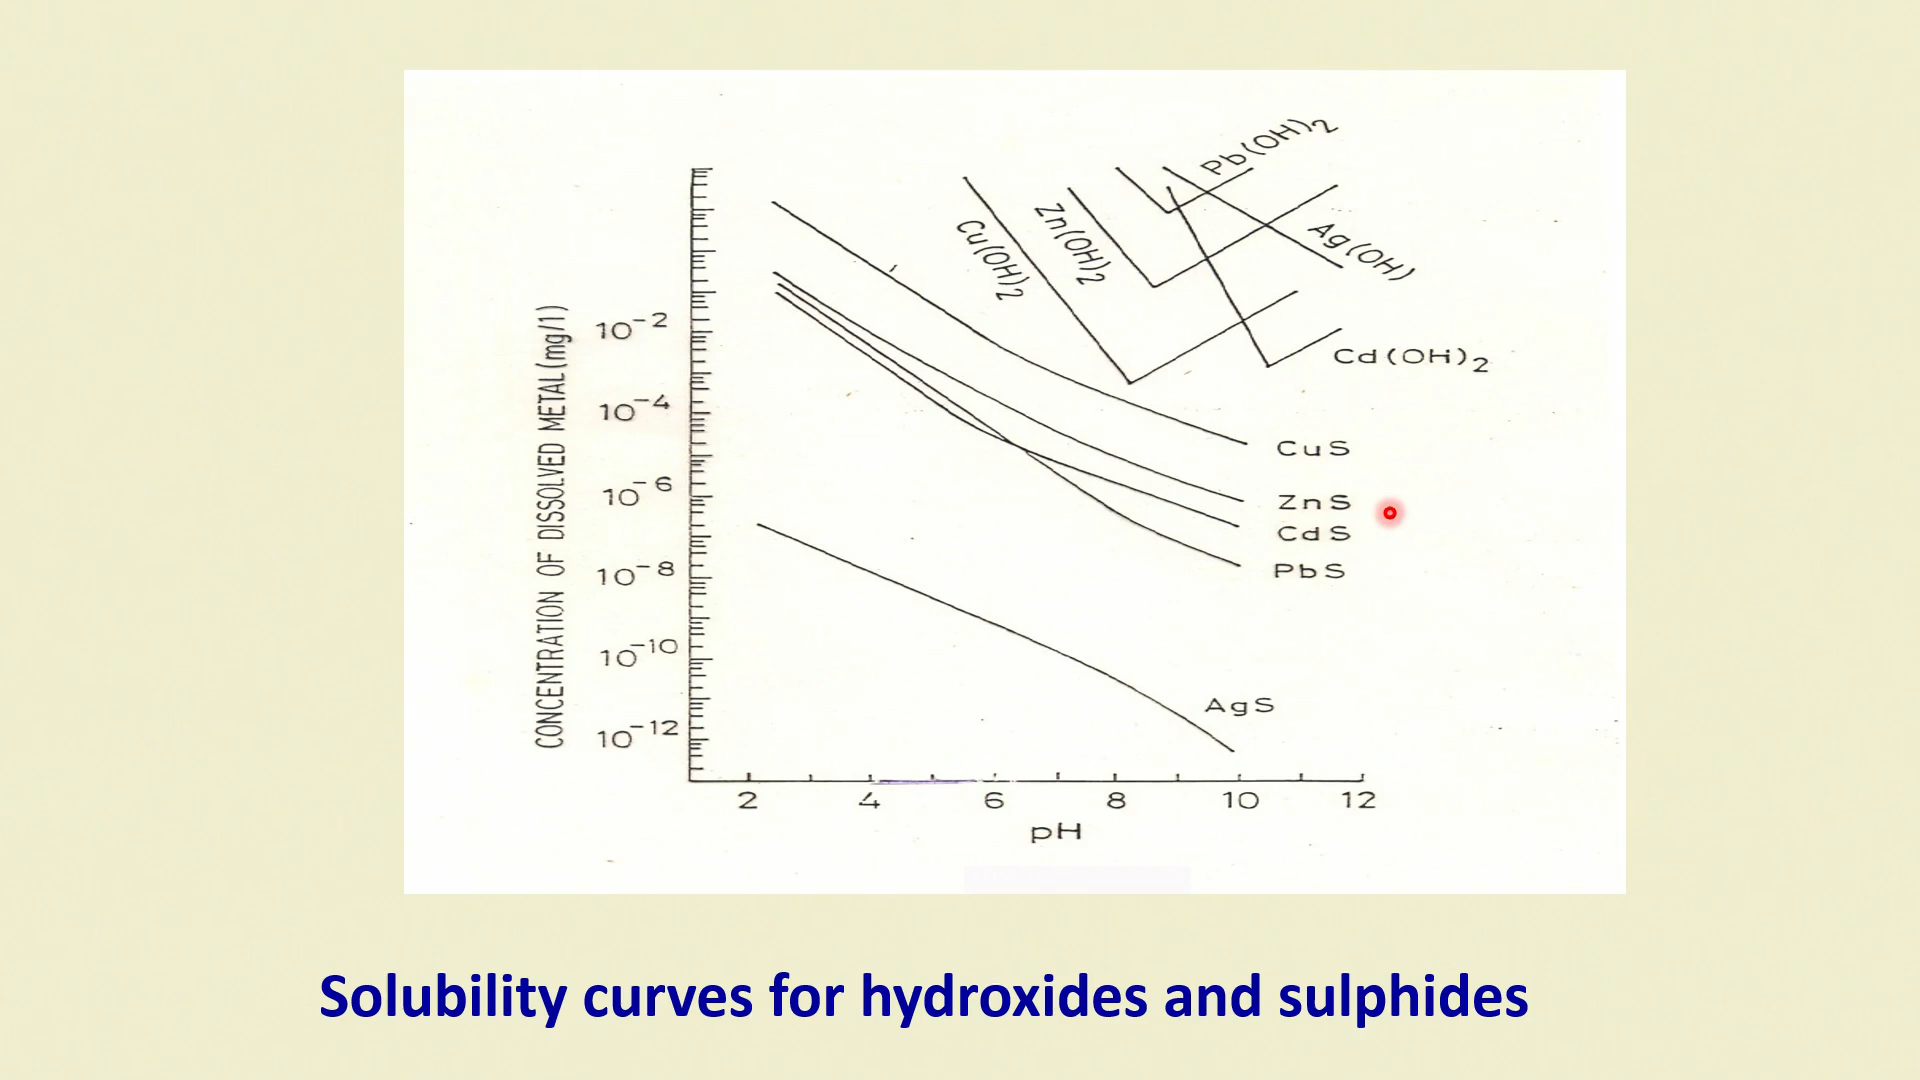 Pb(OH)2
Cu(OH)2
Zn(OH)2
Ag(OH)
Cd(OH)2
CONCENTRATION OF DISSOLVED METAL(mg/l)
10-2
10-4
10-6
10-8
10-10
10-12
CuS
ZnS
CdS
PbS
AgS
2 4 6 8 10 12
pH
Solubility curves for hydroxides and sulphides